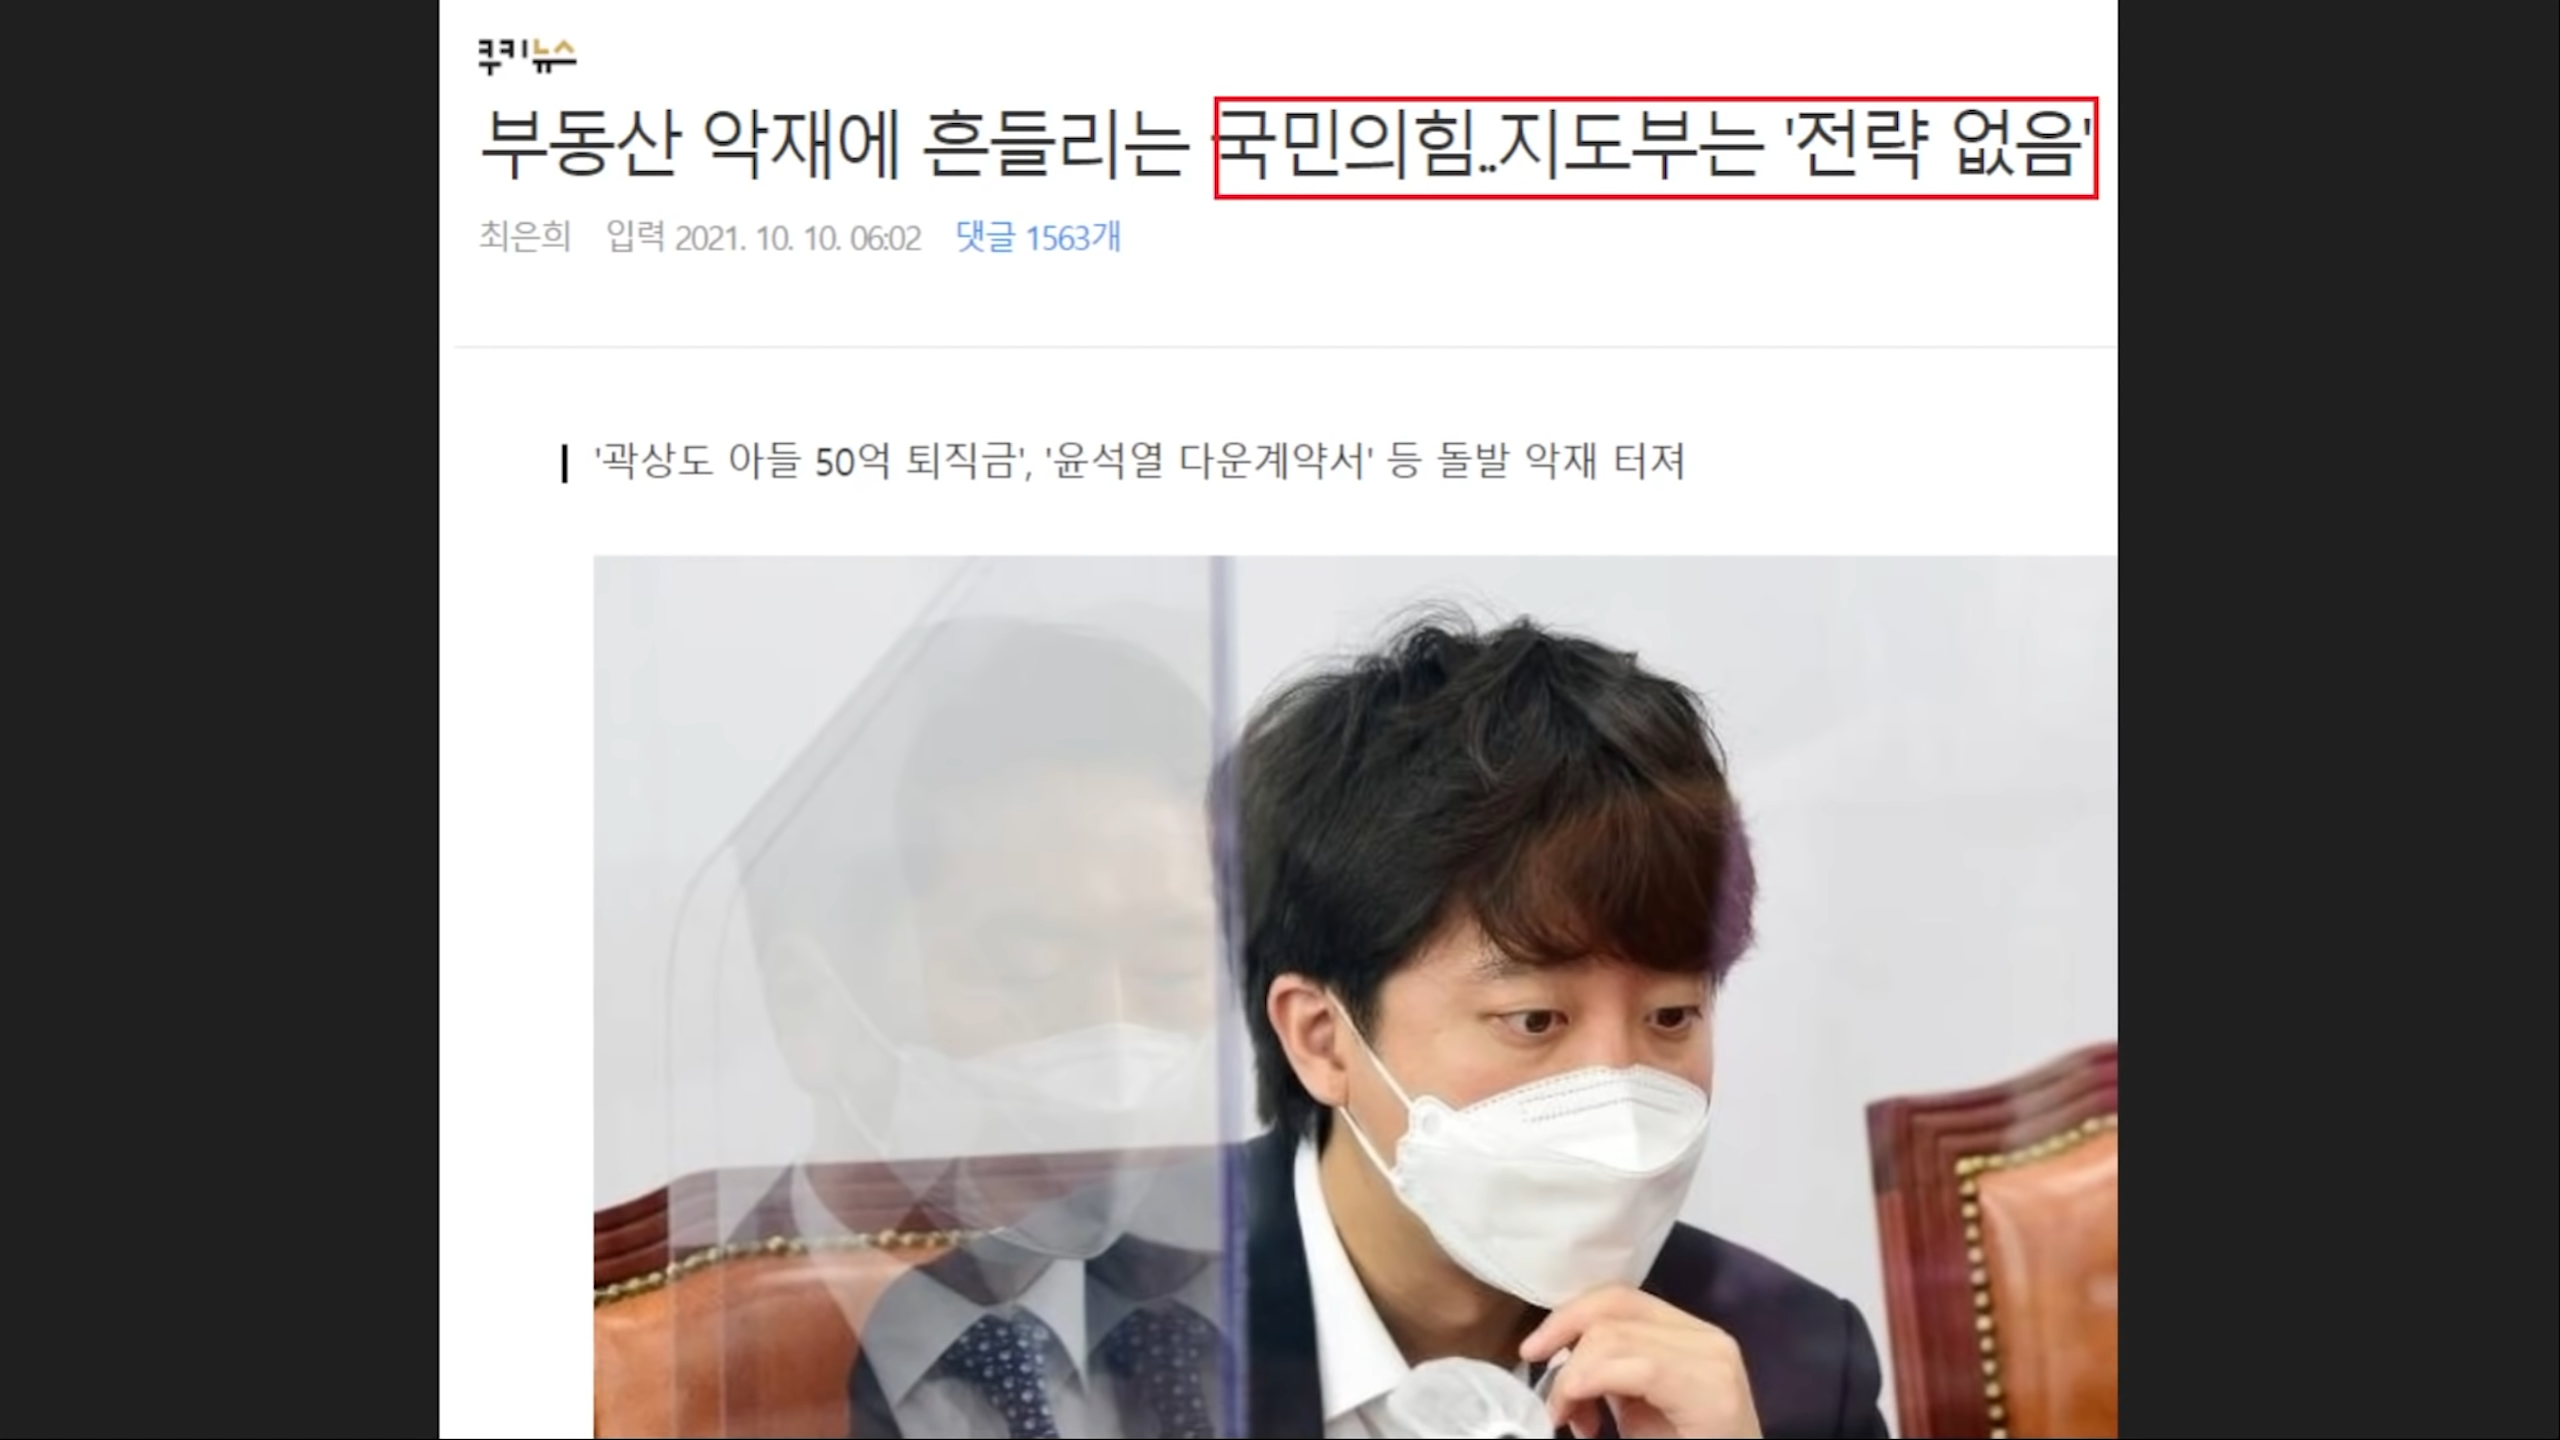 쿠키뉴스
부동산 악재에 흔들리는 국민의힘..지도부는 '전략 없음'
최은희 입력 2021. 10. 10. 06:02 댓글 1563개
'곽상도 아들 50억 퇴직금', '윤석열 다운계약서' 등 돌발 악재 터져